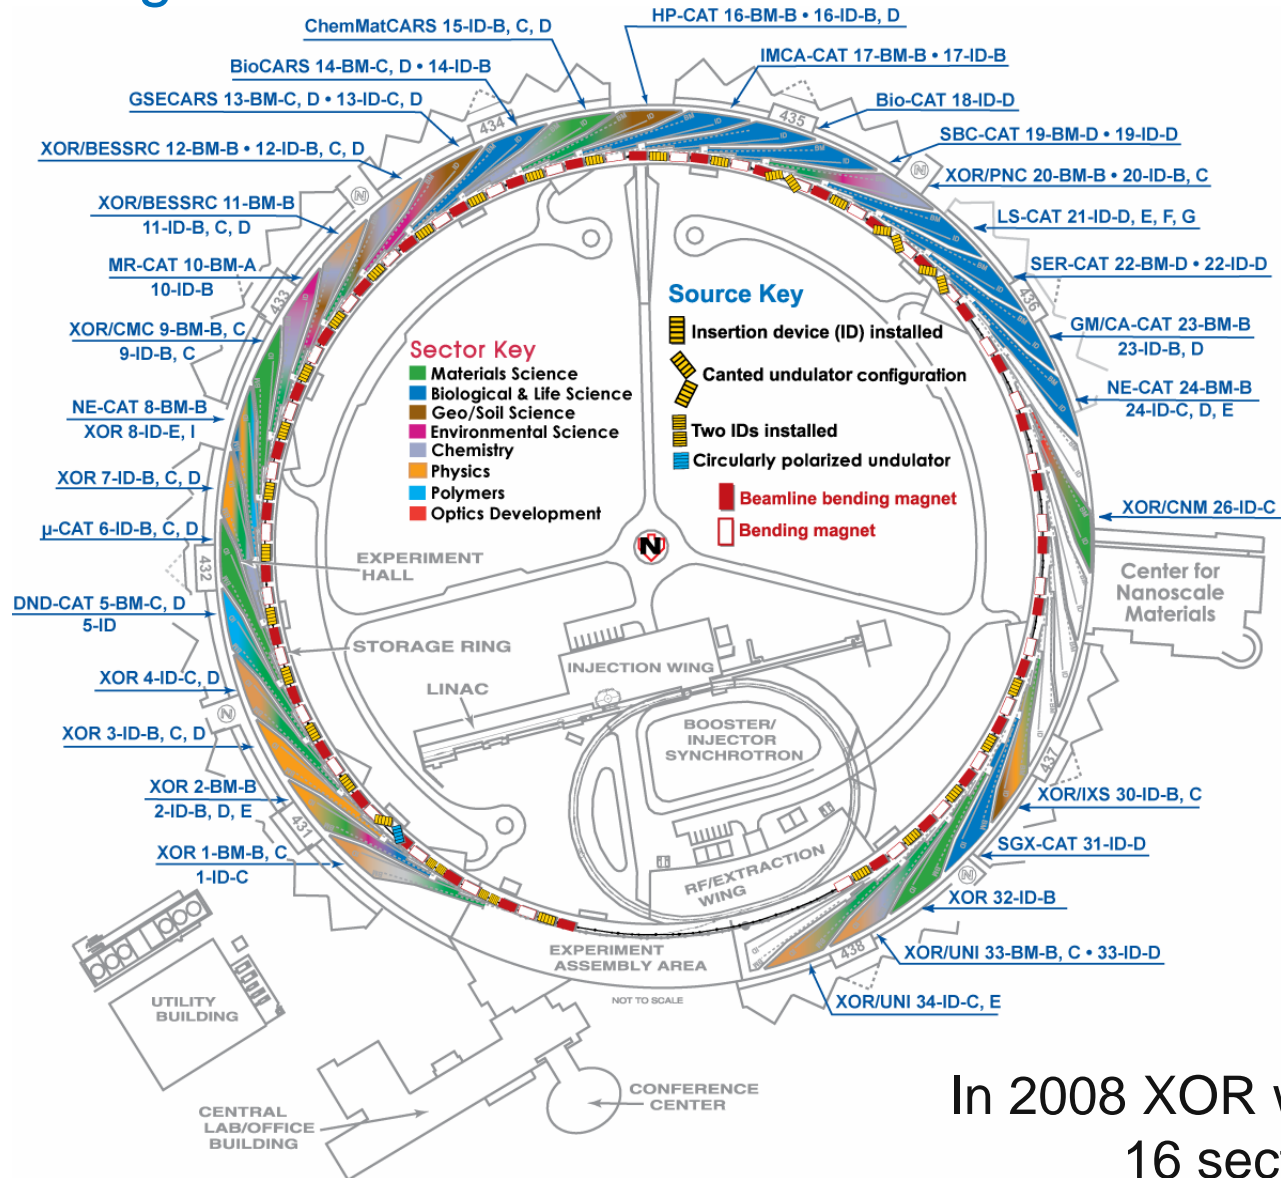 ChemMatCARS 15-ID-B, C, D
HP-CAT 16-BM-B • 16-ID-B, D
BioCARS 14-BM-C, D • 14-ID-B
IMCA-CAT 17-BM-B • 17-ID-B
GSECARS 13-BM-C, D • 13-ID-C, D
Bio-CAT 18-ID-D
XOR/BESSRC 12-BM-B • 12-ID-B, C, D
SBC-CAT 19-BM-D • 19-ID-D
XOR/PNC 20-BM-B • 20-ID-B, C
XOR/BESSRC 11-BM-B
11-ID-B, C, D
LS-CAT 21-ID-D, E, F, G
MR-CAT 10-BM-A
10-ID-B
SER-CAT 22-BM-D • 22-ID-D
XOR/CMC 9-BM-B, C
9-ID-B, C
GM/CA-CAT 23-BM-B
23-ID-B, D
NE-CAT 8-BM-B
XOR 8-ID-E, I
NE-CAT 24-BM-B
24-ID-C, D, E
XOR 7-ID-B, C, D
XOR/CNM 26-ID-C
µ-CAT 6-ID-B, C, D
DND-CAT 5-BM-C, D
5-ID
XOR 4-ID-C, D
XOR 3-ID-B, C, D
XOR 2-BM-B
2-ID-B, D, E
XOR 1-BM-B, C
1-ID-C
XOR/IXS 30-ID-B, C
SGX-CAT 31-ID-D
XOR 32-ID-B
XOR/UNI 33-BM-B, C • 33-ID-D
XOR/UNI 34-ID-C, E
434
435
433
436
432
431
437
438
Sector Key
Materials Science
Biological & Life Science
Geo/Soil Science
Environmental Science
Chemistry
Physics
Polymers
Optics Development
Source Key
Insertion device (ID) installed
Canted undulator configuration
Two IDs installed
Circularly polarized undulator
Beamline bending magnet
Bending magnet
N
N
N
N
N
EXPERIMENT
HALL
STORAGE RING
LINAC
INJECTION WING
BOOSTER/
INJECTOR
SYNCHROTRON
RF/EXTRACTION
WING
Center for
Nanoscale
Materials
EXPERIMENT
ASSEMBLY AREA
NOT TO SCALE
UTILITY
BUILDING
CENTRAL
LAB/OFFICE
BUILDING
CONFERENCE
CENTER
In 2008 XOR
16 sect